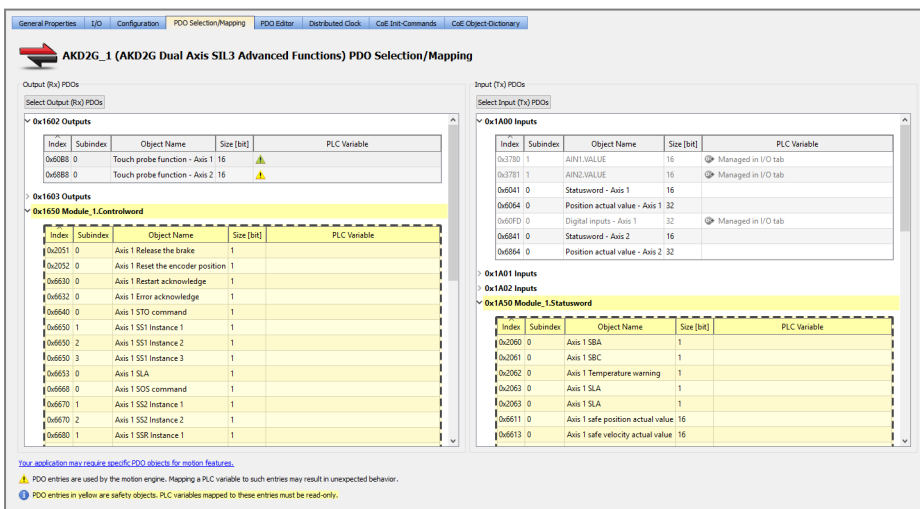 General Properties I/O Configuration PDO Selection/Mapping PDO Editor Distributed Clock CoE Init-Commands CoE Object-Dictionary
AKD2G_1 (AKD2G Dual Axis SIL3 Advanced Functions) PDO Selection/Mapping
Output (Rx) PDOs
Select Output (Rx) PDOs
0x1602 Outputs
Index Subindex Object Name Size [bit] PLC Variable
0x60B8 0 Touch probe function - Axis 1 16
0x68B8 0 Touch probe function - Axis 2 16
0x1603 Outputs
0x1650 Module_1.Controlword
Index Subindex Object Name Size [bit] PLC Variable
0x2051 0 Axis 1 Release the brake 1
0x2052 0 Axis 1 Reset the encoder position 1
0x6630 0 Axis 1 Restart acknowledge 1
0x6632 0 Axis 1 Error acknowledge 1
0x6640 0 Axis 1 STO command 1
0x6650 1 Axis 1 SS1 Instance 1 1
0x6650 2 Axis 1 SS1 Instance 2 1
0x6650 3 Axis 1 SS1 Instance 3 1
0x6653 0 Axis 1 SLA 1
0x6668 0 Axis 1 SOS command 1
0x6670 1 Axis 1 SS2 Instance 1 1
0x6670 2 Axis 1 SS2 Instance 2 1
0x6680 1 Axis 1 SSR Instance 1 1
Input (Tx) PDOs
Select Input (Tx) PDOs
0x1A00 Inputs
Index Subindex Object Name Size [bit] PLC Variable
0x3780 1 AIN1.VALUE 16 Managed in I/O tab
0x3781 1 AIN2.VALUE 16 Managed in I/O tab
0x6041 0 Statusword - Axis 1 16
0x6064 0 Position actual value - Axis 1 32
0x60FD 0 Digital inputs - Axis 1 32 Managed in I/O tab
0x6841 0 Statusword - Axis 2 16
0x6864 0 Position actual value - Axis 2 32
0x1A01 Inputs
0x1A02 Inputs
0x1A50 Module_1.Statusword
Index Subindex Object Name Size [bit] PLC Variable
0x2060 0 Axis 1 SBA 1
0x2061 0 Axis 1 SBC 1
0x2062 0 Axis 1 Temperature warning 1
0x2063 0 Axis 1 SLA 1
0x2063 0 Axis 1 SLA 1
0x6611 0 Axis 1 safe position actual value 16
0x6613 0 Axis 1 safe velocity actual value 16
Your application may require specific PDO objects for motion features.
PDO entries are used by the motion engine. Mapping a PLC variable to such entries may result in unexpected behavior.
PDO entries in yellow are safety objects. PLC variables mapped to these entries must be read-only.